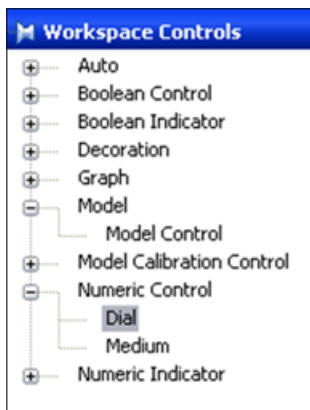 Workspace Controls
Auto
Boolean Control
Boolean Indicator
Decoration
Graph
Model
Model Control
Model Calibration Control
Numeric Control
Dial
Medium
Numeric Indicator